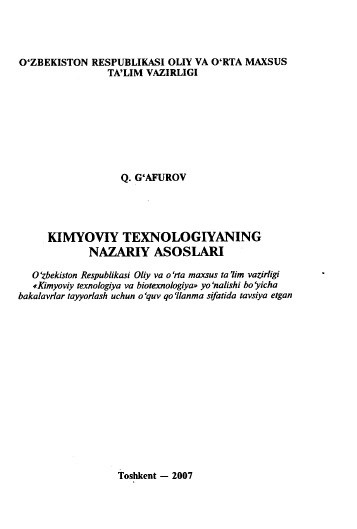 O‘ZBEKISTON RESPUBLIKASI OLIY VA O‘RTA MAXSUS
TA’LIM VAZIRLIGI
Q. G‘AFUROV
KIMYOVIY TEXNOLOGIYANING
NAZARIY ASOSLARI
O‘zbekiston Respublikasi Oliy va o‘rta maxsus ta’lim vazirligi
«Kimyoviy texnologiya va biotexnologiya» yo‘nalishi bo‘yicha
bakalavrlar tayyorlash uchun o‘quv qo‘llanma sifatida tavsiya etgan
Toshkent — 2007